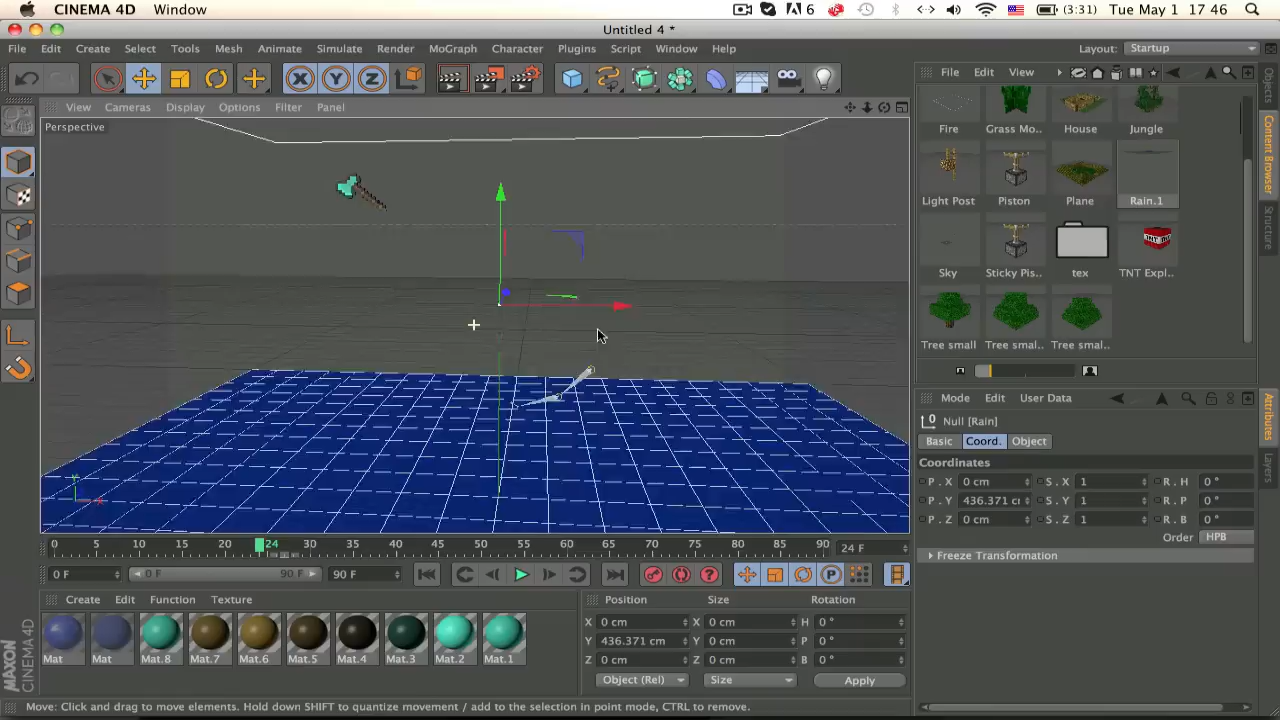 CINEMA 4D Window 6 (3:31) Tue May 1 17:46
Untitled 4 *
File Edit Create Select Tools Mesh Animate Simulate Render MoGraph Character Plugins Script Window Help Layout: Startup
X Y Z
File Edit View
View Cameras Display Options Filter Panel
Perspective
Fire Grass Mo.. House Jungle
Light Post Piston Plane Rain.1
Sky Sticky Pis.. tex TNT Expl..
Tree small Tree smal.. Tree smal..
Objects
Content Browser
Structure
Mode Edit User Data
Null [Rain]
Basic Coord. Object
Coordinates
P . X 0 cm S . X 1 R . H 0 °
P . Y 436.371 c S . Y 1 R . P 0 °
P . Z 0 cm S . Z 1 R . B 0 °
Order HPB
Freeze Transformation
Attributes
Layers
Y X
0 5 10 15 20 24 30 35 40 45 50 55 60 65 70 75 80 85 90 24 F
0 F 0 F 90 F 90 F
Create Edit Function Texture
Mat Mat Mat.8 Mat.7 Mat.6 Mat.5 Mat.4 Mat.3 Mat.2 Mat.1
Position Size Rotation
X 0 cm X 0 cm H 0 °
Y 436.371 cm Y 0 cm P 0 °
Z 0 cm Z 0 cm B 0 °
Object (Rel) Size Apply
MAXON CINEMA 4D
Move: Click and drag to move elements. Hold down SHIFT to quantize movement / add to the selection in point mode, CTRL to remove.